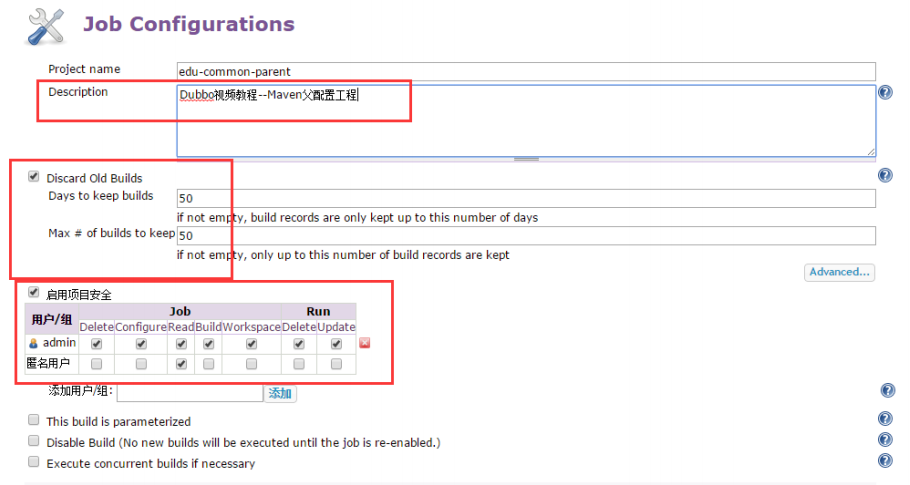 Job Configurations
Project name edu-common-parent
Description Dubbo视频教程--Maven父配置工程
Discard Old Builds
Days to keep builds 50
if not empty, build records are only kept up to this number of days
Max # of builds to keep 50
if not empty, only up to this number of build records are kept
Advanced...
启用项目安全
用户/组 Job Run
Delete Configure Read Build Workspace Delete Update
admin
匿名用户
添加用户/组: 添加
This build is parameterized
Disable Build (No new builds will be executed until the job is re-enabled.)
Execute concurrent builds if necessary